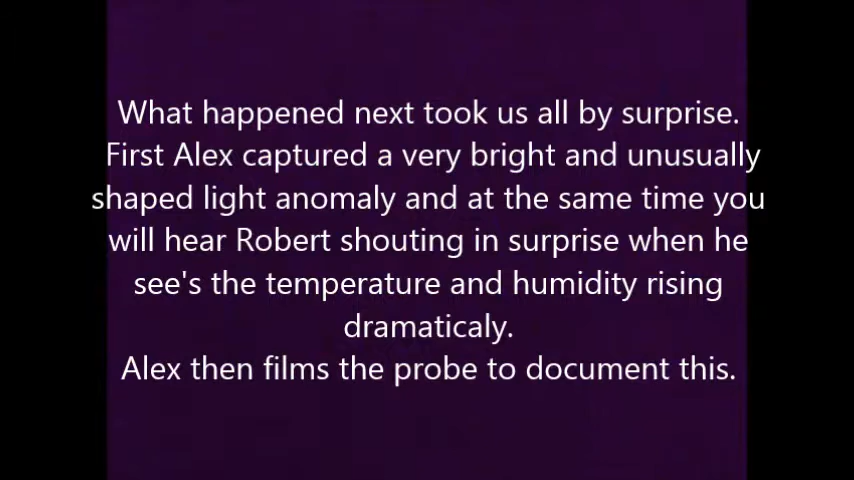 What happened next took us all by surprise.
First Alex captured a very bright and unusually
shaped light anomaly and at the same time you
will hear Robert shouting in surprise when he
see's the temperature and humidity rising
dramaticaly.
Alex then films the probe to document this.